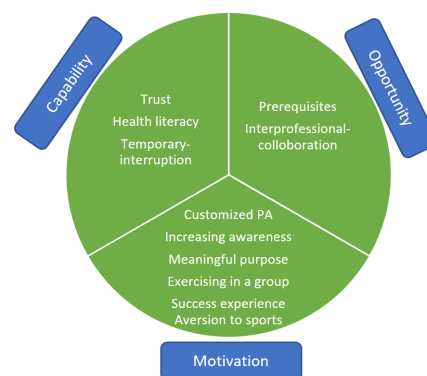 Capability
Opportunity
Trust
Health literacy
Temporary-
interruption
Prerequisites
Interprofessional-
colloboration
Customized PA
Increasing awareness
Meaningful purpose
Exercising in a group
Success experience
Aversion to sports
Motivation